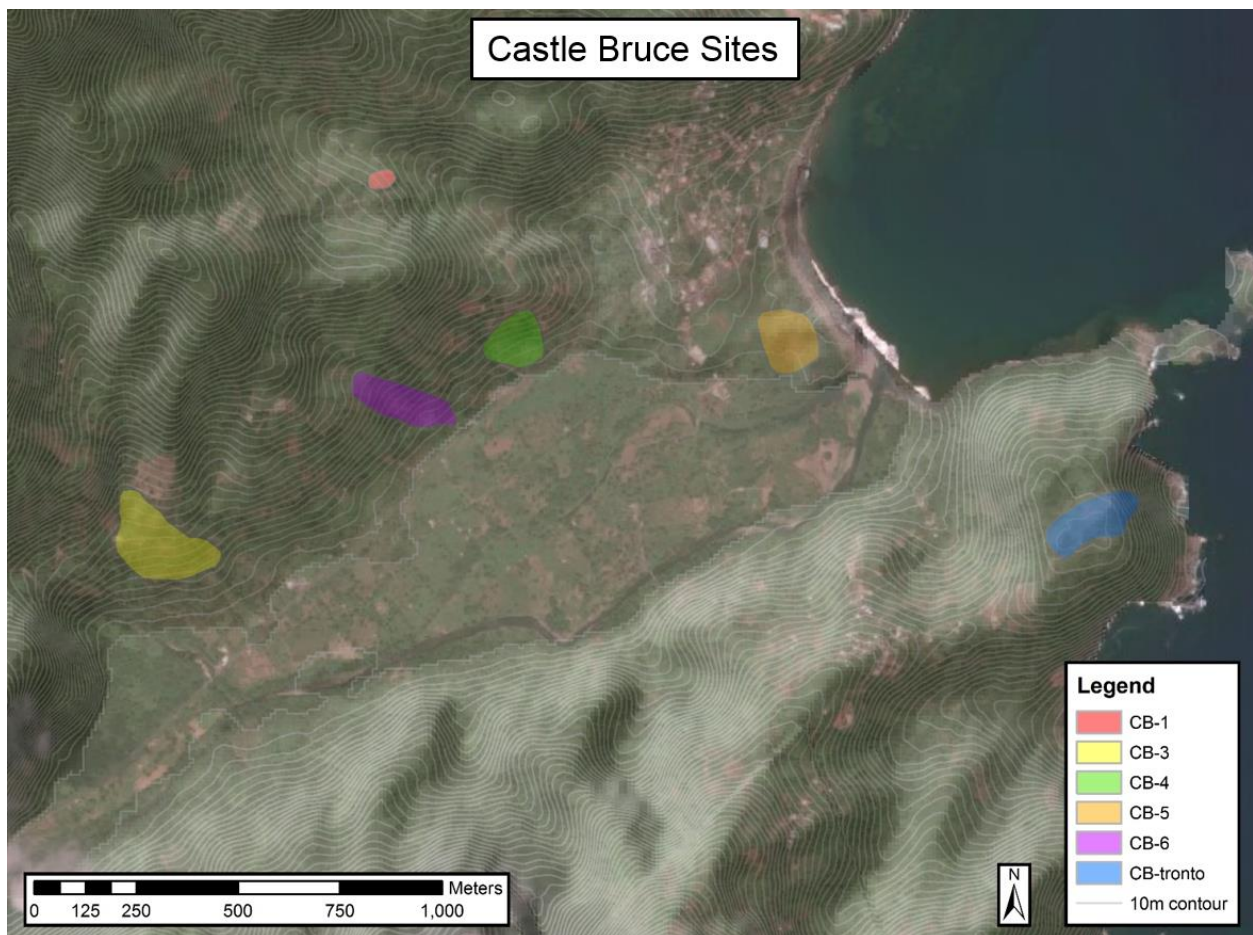 Castle Bruce Sites
Legend
CB-1
CB-3
CB-4
CB-5
CB-6
CB-tronto
10m contour
N
Meters
0 125 250 500 750 1,000